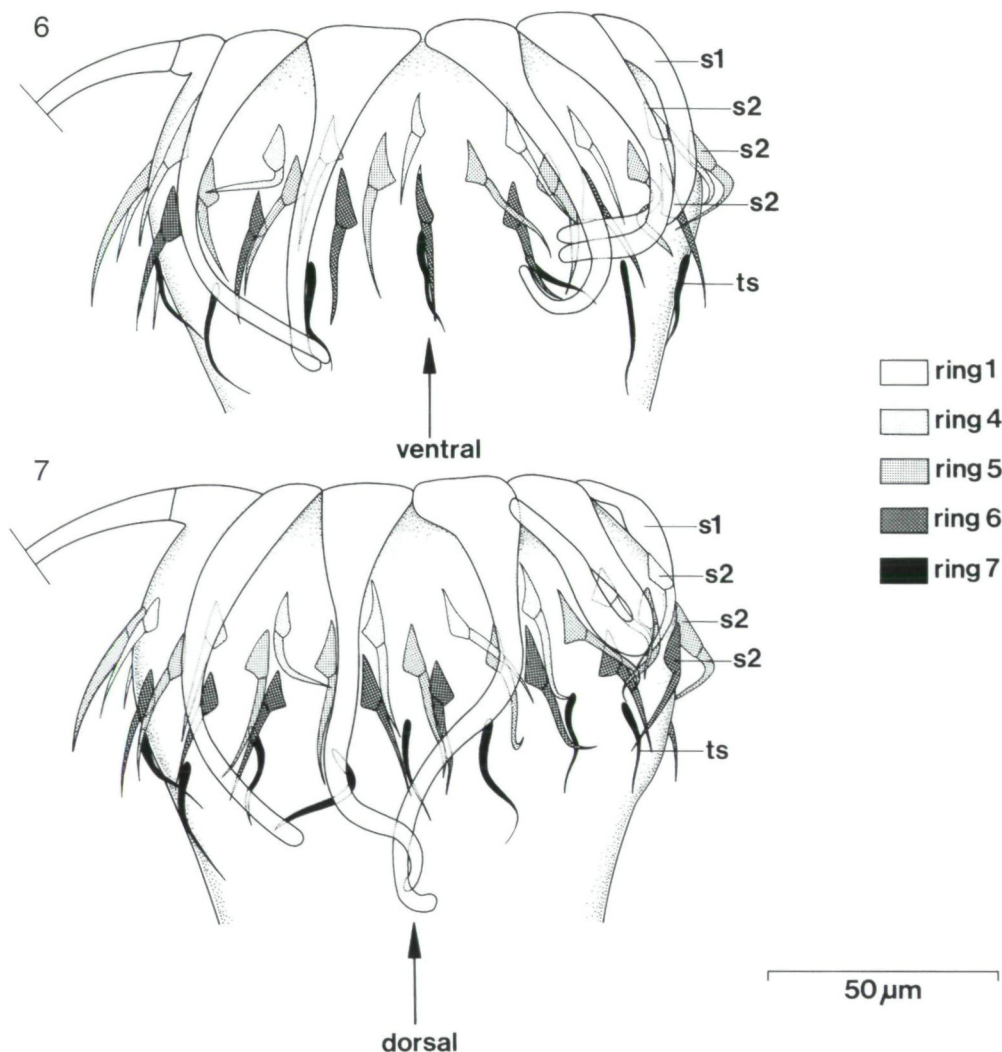 6
s1
s2
s2
s2
ts
ventral
ring 1
ring 4
ring 5
ring 6
ring 7
7
s1
s2
s2
s2
ts
dorsal
50 µm